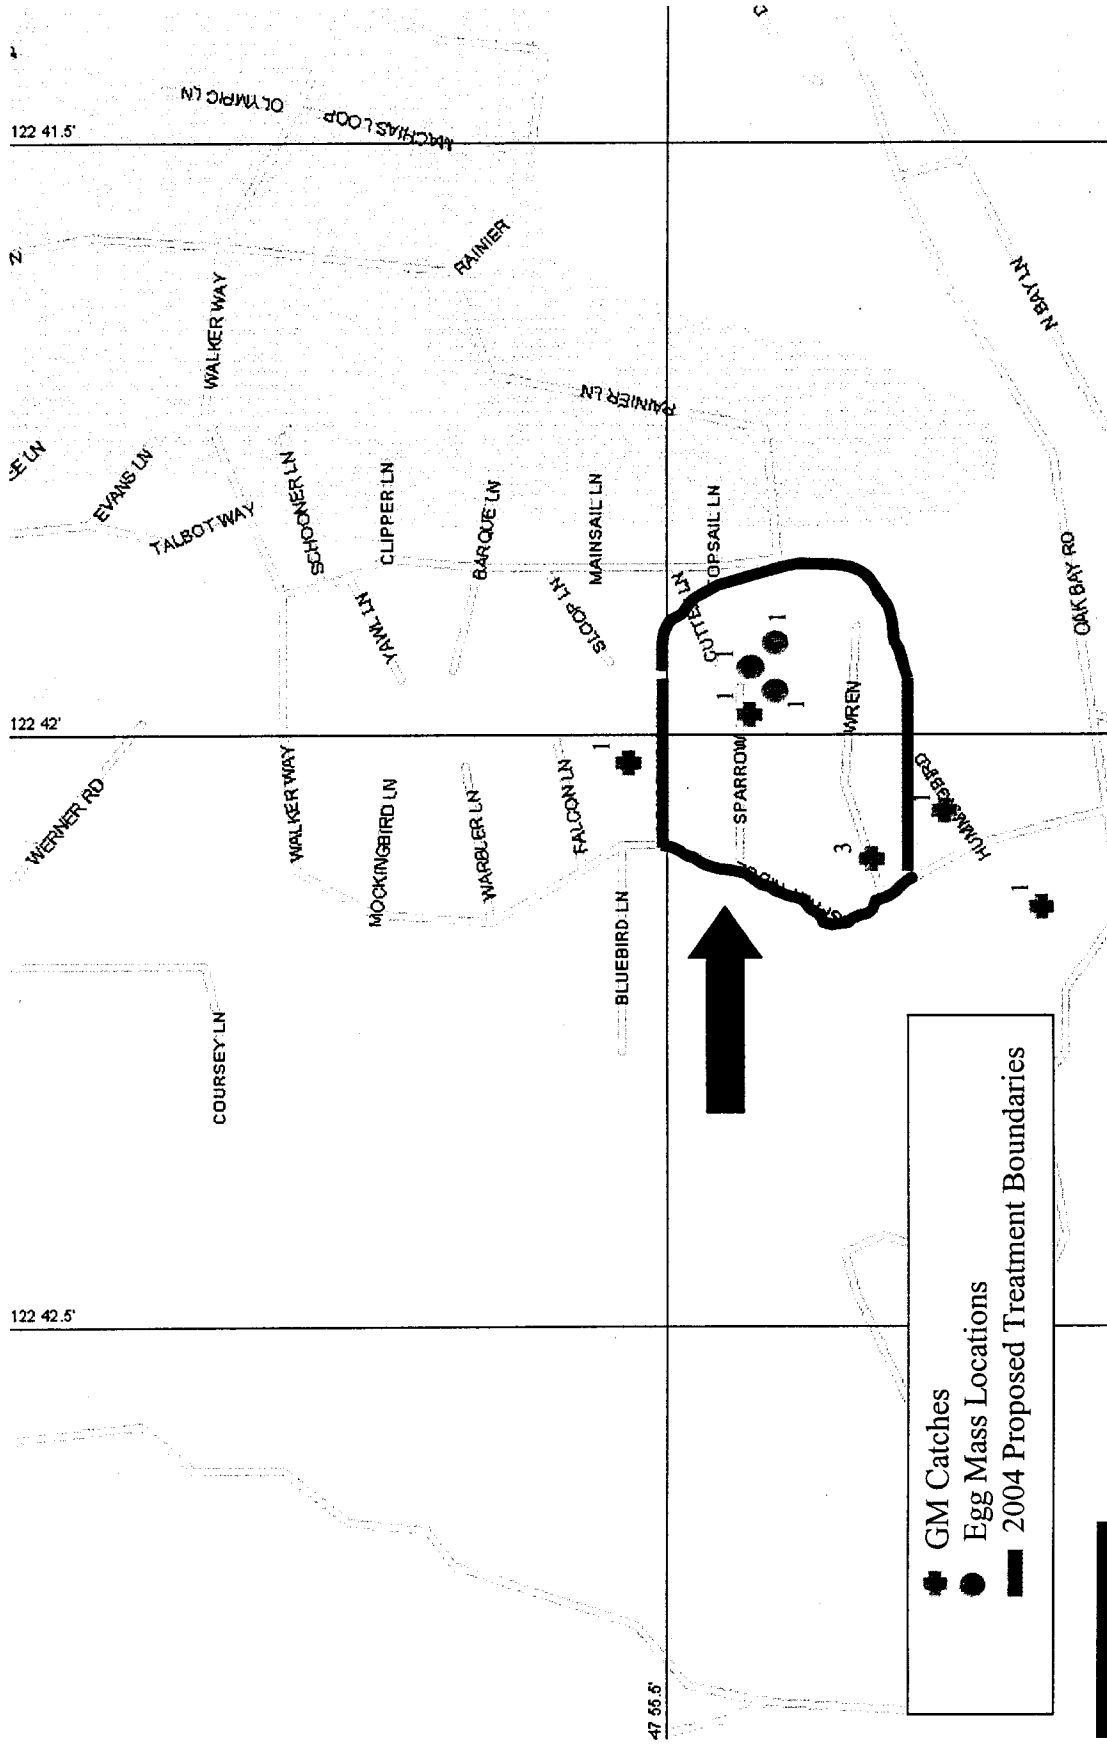 122 41.5'
OLYMPIC LN
MACHIAS LOOP
RAINIER
WALKER WAY
N BAY LN
RAINIER LN
EVANS LN
TALBOT WAY
SCHOONER LN
CLIPPER LN
BARQUE LN
MAINSAIL LN
OPSAIL LN
YAWL LN
SLOOP LN
CUTTE LN
OAK BAY RD
1
1
1
1
122 42'
WERNER RD
WALKER WAY
MOCKINGBIRD LN
WARBLER LN
FALCON LN
1
SPARROW
WREN
3
1
1
BLUEBIRD LN
COURSEY LN
122 42.5'
47 55.5'
GM Catches
Egg Mass Locations
2004 Proposed Treatment Boundaries